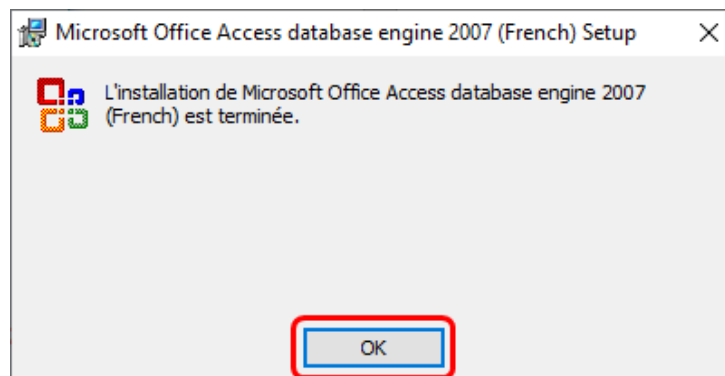 Microsoft Office Access database engine 2007 (French) Setup
L'installation de Microsoft Office Access database engine 2007
(French) est terminée.
OK